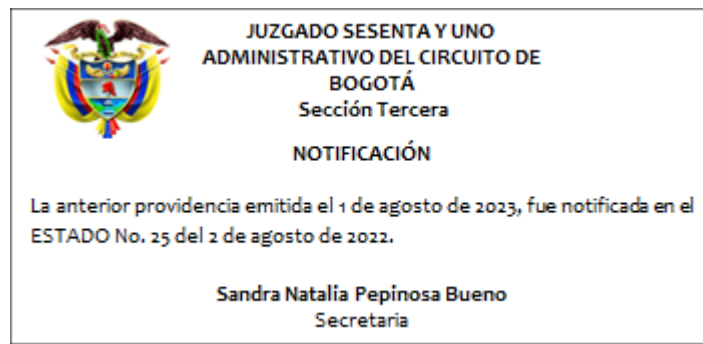 JUZGADO SESENTA Y UNO
ADMINISTRATIVO DEL CIRCUITO DE
BOGOTÁ
Sección Tercera
NOTIFICACIÓN
La anterior providencia emitida el 1 de agosto de 2023, fue notificada en el
ESTADO No. 25 del 2 de agosto de 2022.
Sandra Natalia Pepinosa Bueno
Secretaria